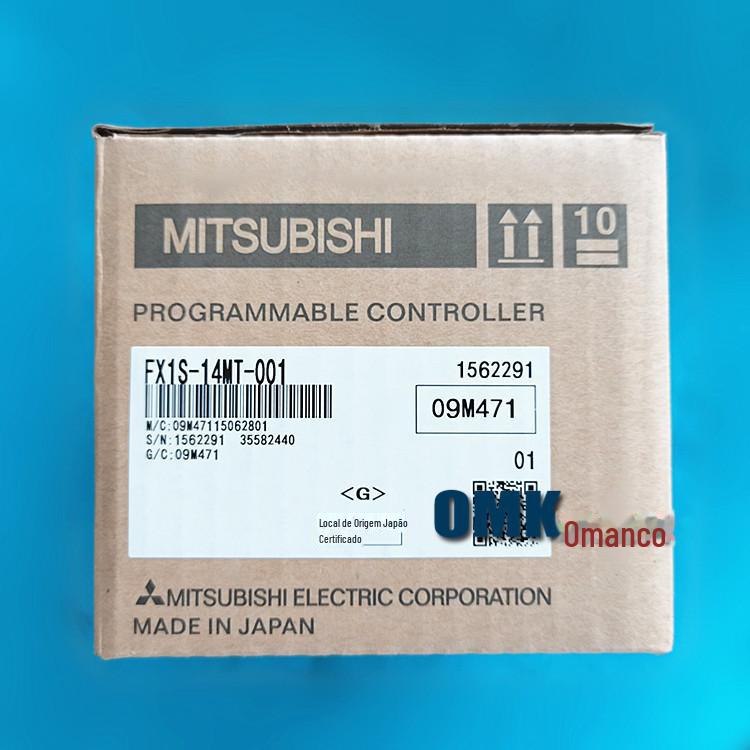 MITSUBISHI
10
PROGRAMMABLE CONTROLLER
FX1S-14MT-001
1562291
09M471
M/C:09M47115062801
S/N:1562291 35582440
G/C:09M471
01
<G>
Local de Origem Japão
Certificado
OMK
Omanco
MITSUBISHI ELECTRIC CORPORATION
MADE IN JAPAN